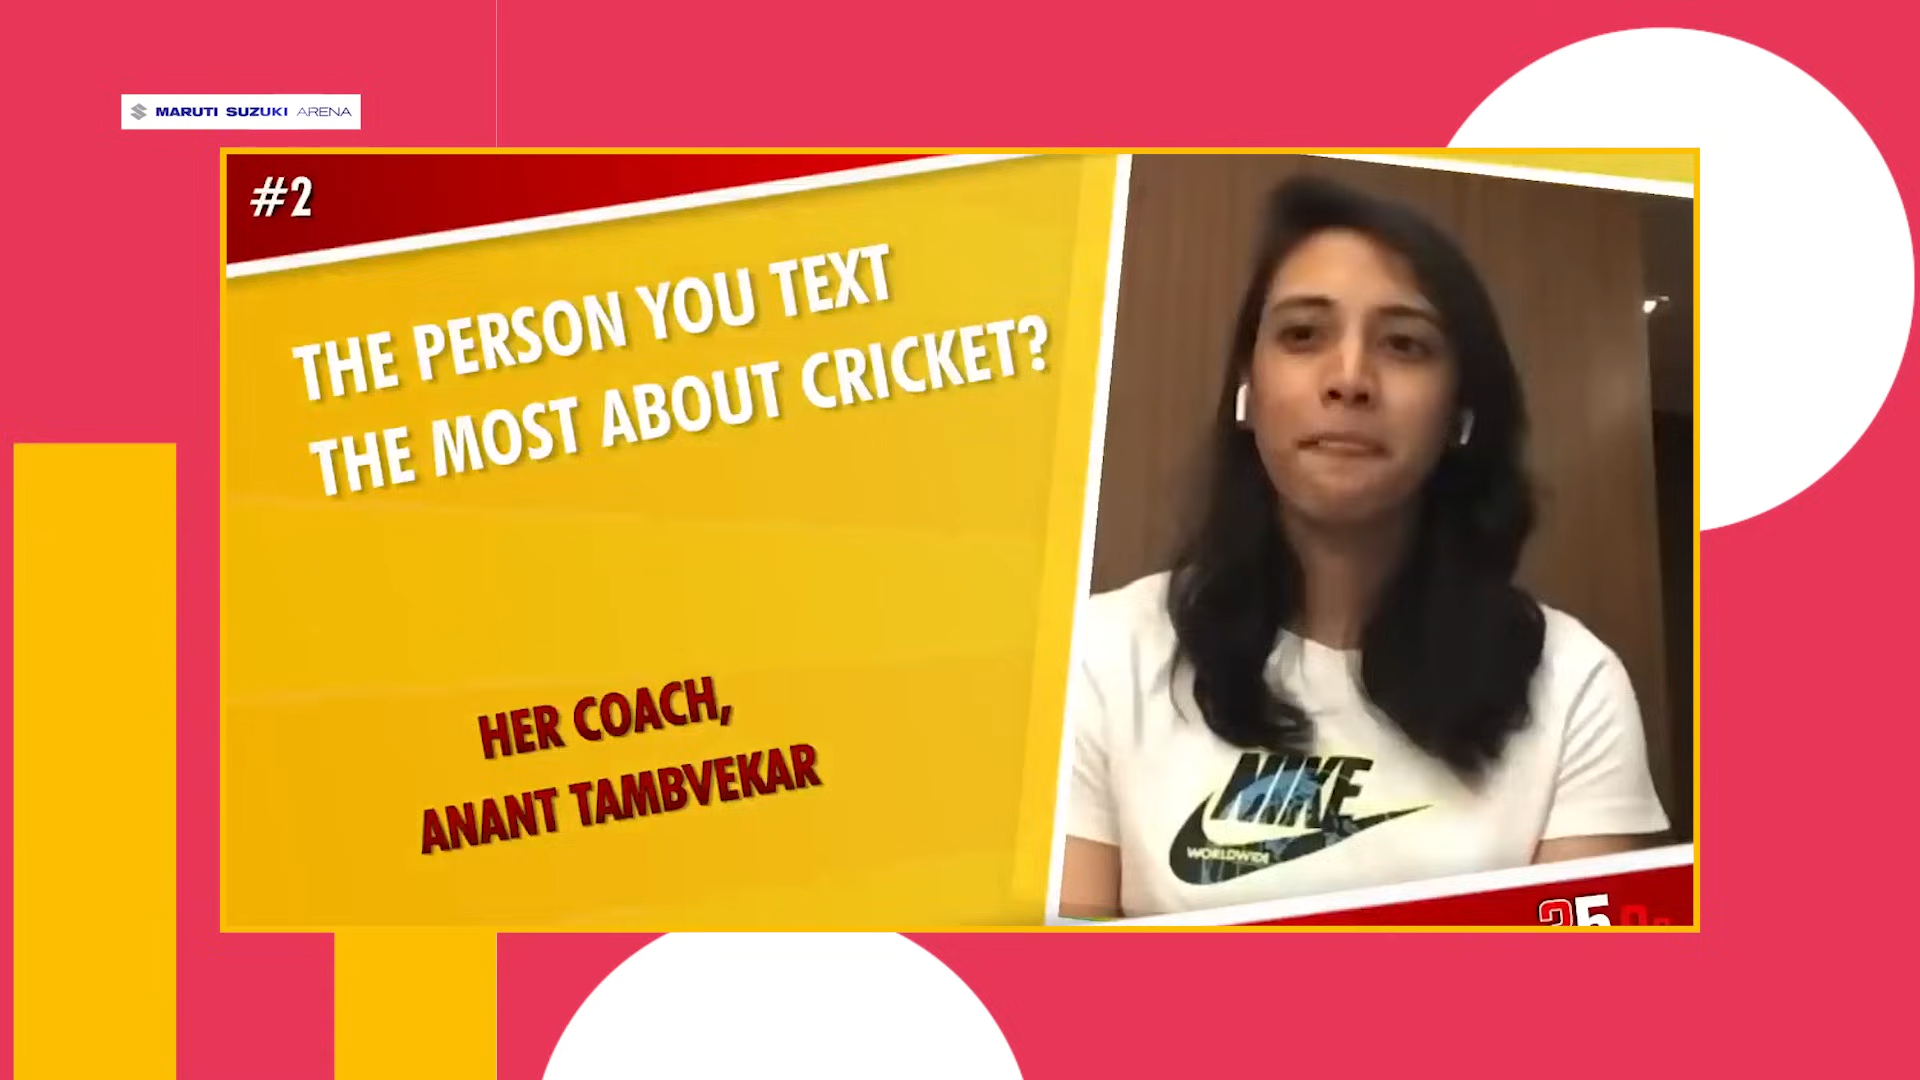 MARUTI SUZUKI ARENA
#2
THE PERSON YOU TEXT
THE MOST ABOUT CRICKET?
HER COACH,
ANANT TAMBVEKAR
NIKE
WORLDWIDE